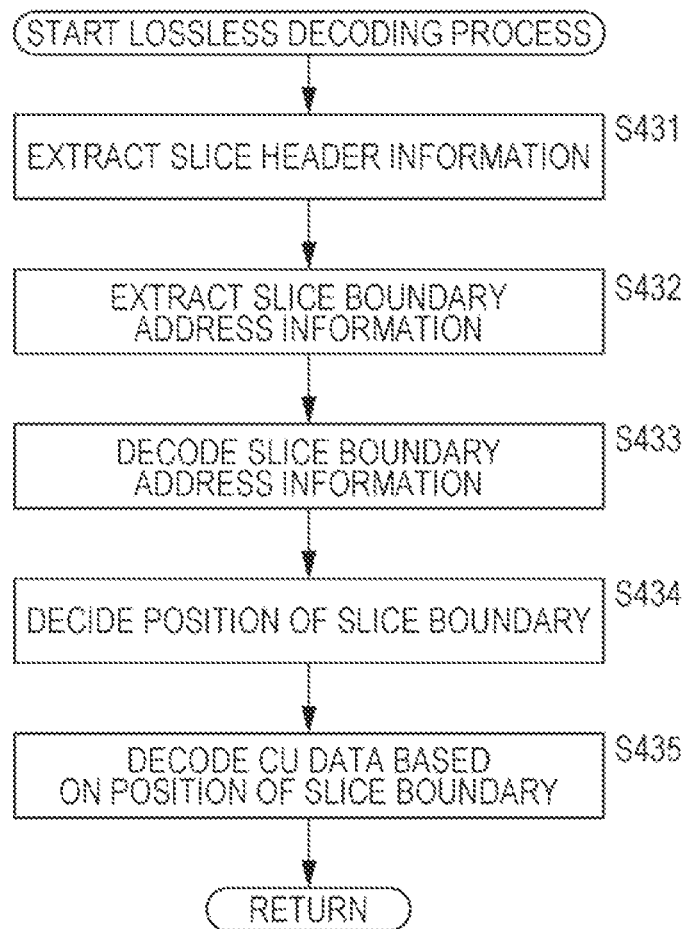 START LOSSLESS DECODING PROCESS
S431
EXTRACT SLICE HEADER INFORMATION
S432
EXTRACT SLICE BOUNDARY
ADDRESS INFORMATION
S433
DECODE SLICE BOUNDARY
ADDRESS INFORMATION
S434
DECIDE POSITION OF SLICE BOUNDARY
S435
DECODE CU DATA BASED
ON POSITION OF SLICE BOUNDARY
RETURN